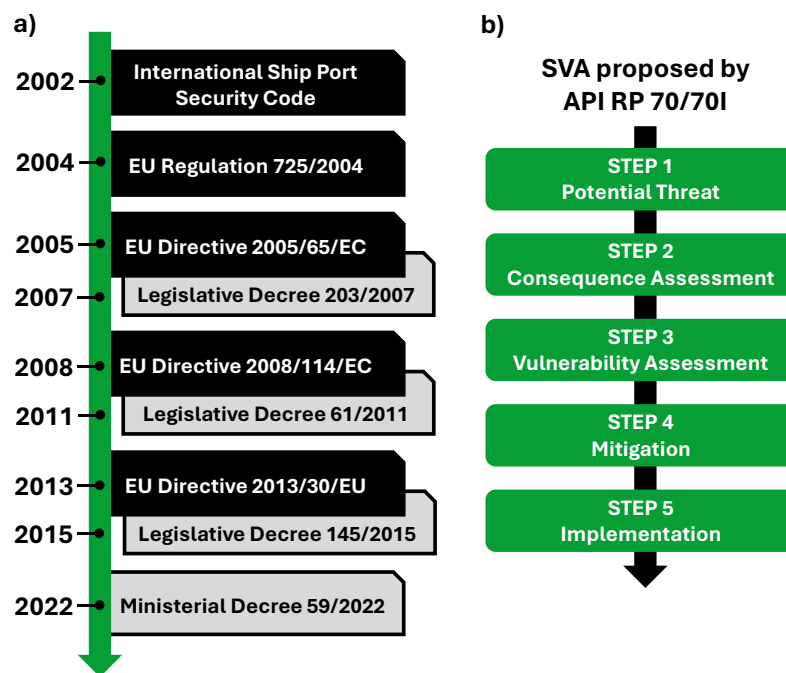 a)
2002
International Ship Port
Security Code
2004
EU Regulation 725/2004
2005
EU Directive 2005/65/EC
2007
Legislative Decree 203/2007
2008
EU Directive 2008/114/EC
2011
Legislative Decree 61/2011
2013
EU Directive 2013/30/EU
2015
Legislative Decree 145/2015
2022
Ministerial Decree 59/2022
b)
SVA proposed by
API RP 70/70I
STEP 1
Potential Threat
STEP 2
Consequence Assessment
STEP 3
Vulnerability Assessment
STEP 4
Mitigation
STEP 5
Implementation